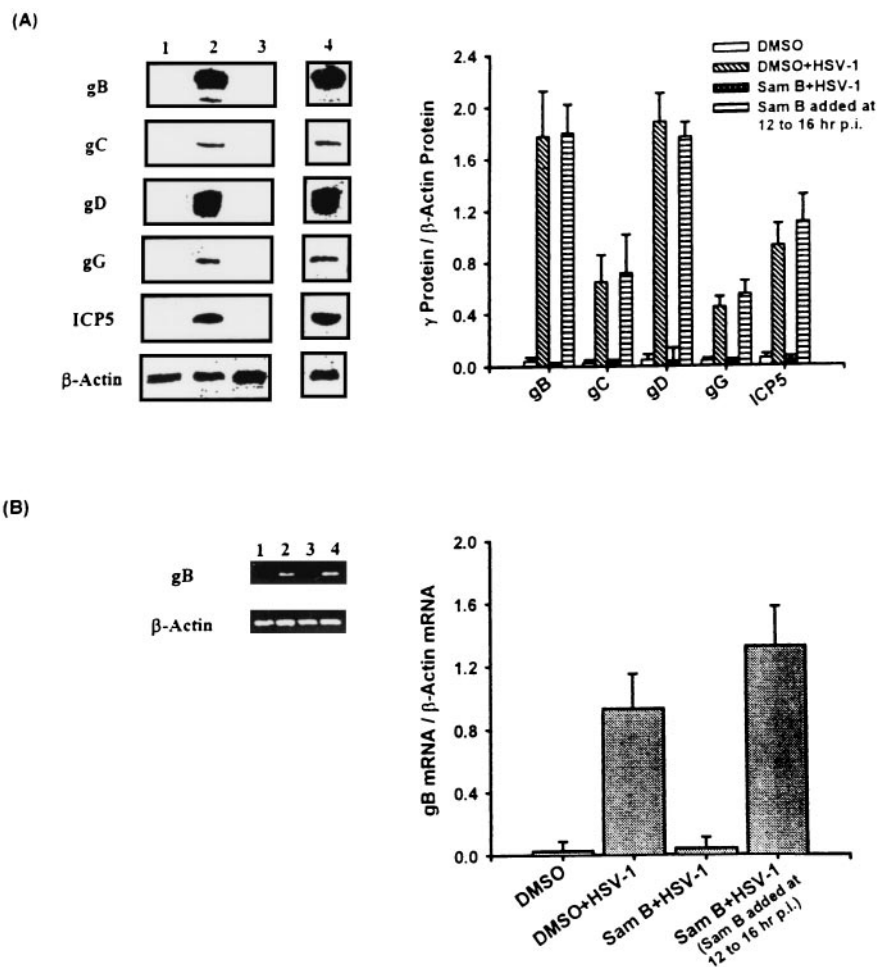 (A)
1 2 3 4
gB
gC
gD
gG
ICP5
β-Actin
2.4
2.0
1.6
1.2
0.8
0.4
0.0
γ Protein / β-Actin Protein
DMSO
DMSO+HSV-1
Sam B+HSV-1
Sam B added at
12 to 16 hr p.i.
gB
gC
gD
gG
ICP5
(B)
1 2 3 4
gB
β-Actin
2.0
1.6
1.2
0.8
0.4
0.0
gB mRNA / β-Actin mRNA
DMSO
DMSO+HSV-1
Sam B+HSV-1
Sam B+HSV-1
(Sam B added at
12 to 16 hr p.i.)